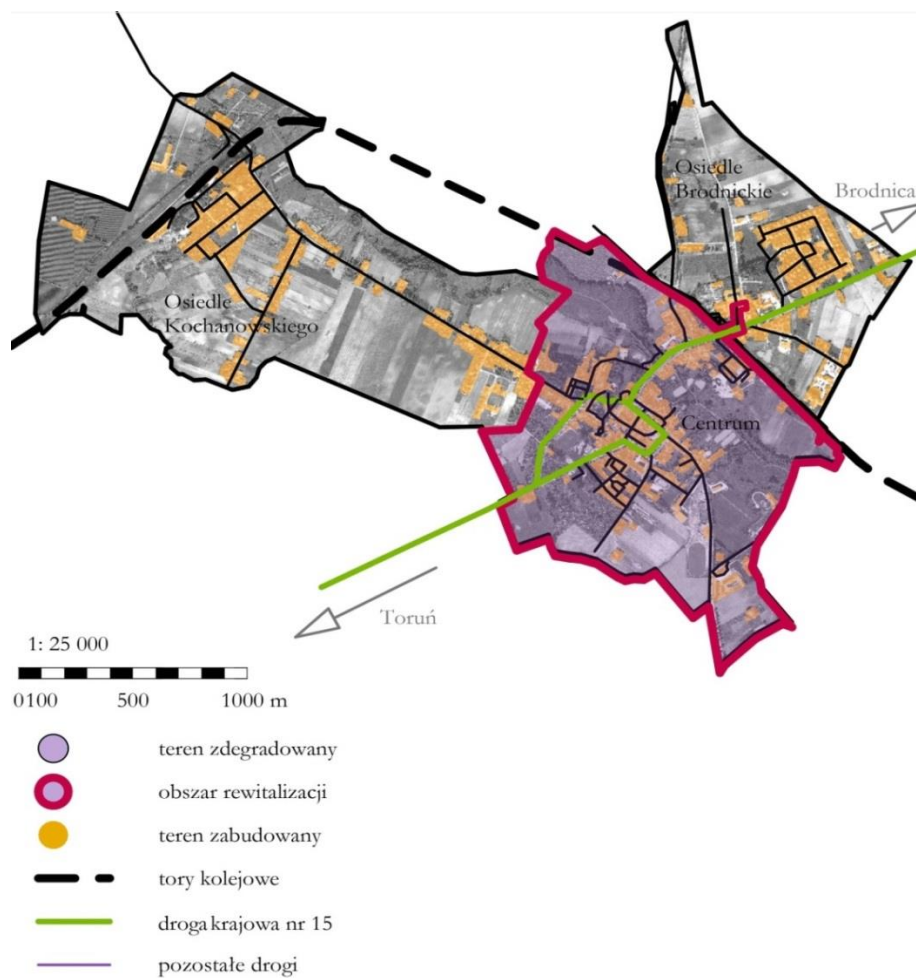 Osiedle
Brodnickie
Brodnica
Osiedle
Kochanowskiego
Centrum
Toruń
1: 25 000
0100 500 1000 m
teren zdegradowany
obszar rewitalizacji
teren zabudowany
tory kolejowe
droga krajowa nr 15
pozostałe drogi